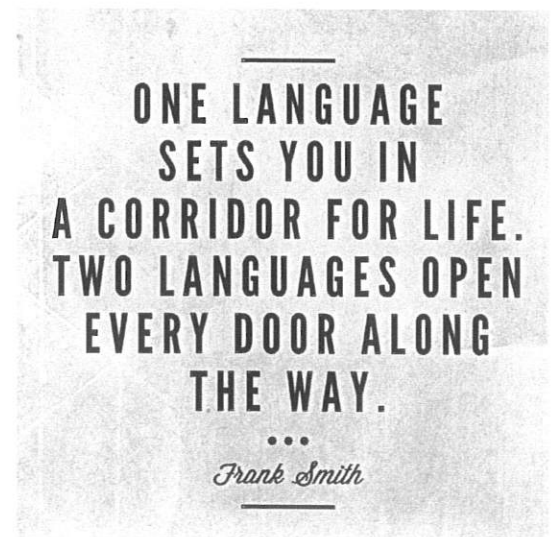 ONE LANGUAGE
SETS YOU IN
A CORRIDOR FOR LIFE.
TWO LANGUAGES OPEN
EVERY DOOR ALONG
THE WAY.
...
Frank Smith